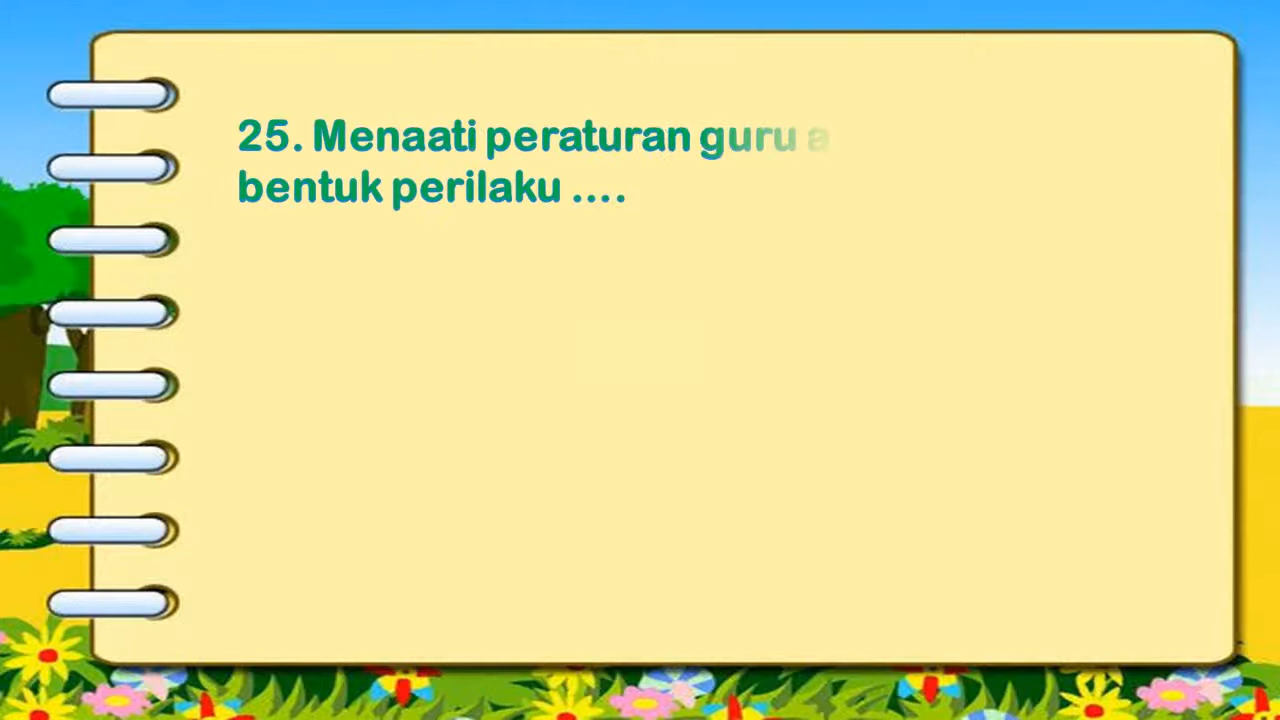 25. Menaati peraturan guru a
bentuk perilaku ....